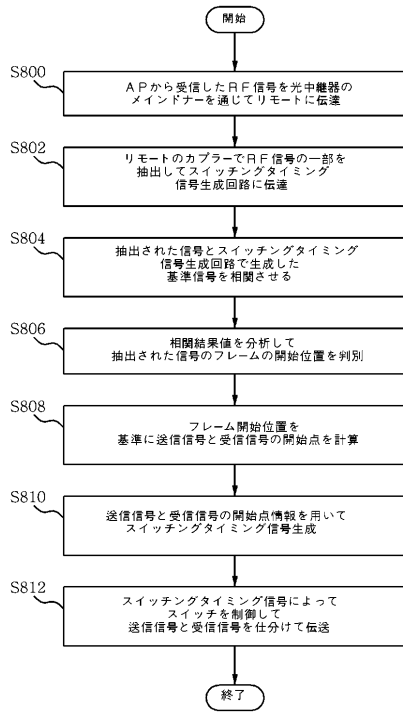 開始
S800
APから受信したRF信号を光中継器の
メインドナーを通じてリモートに伝達
S802
リモートのカプラーでRF信号の一部を
抽出してスイッチングタイミング
信号生成回路に伝達
S804
抽出された信号とスイッチングタイミング
信号生成回路で生成した
基準信号を相関させる
S806
相関結果値を分析して
抽出された信号のフレームの開始位置を判別
S808
フレーム開始位置を
基準に送信信号と受信信号の開始点を計算
S810
送信信号と受信信号の開始点情報を用いて
スイッチングタイミング信号生成
S812
スイッチングタイミング信号によって
スイッチを制御して
送信信号と受信信号を仕分けて伝送
終了